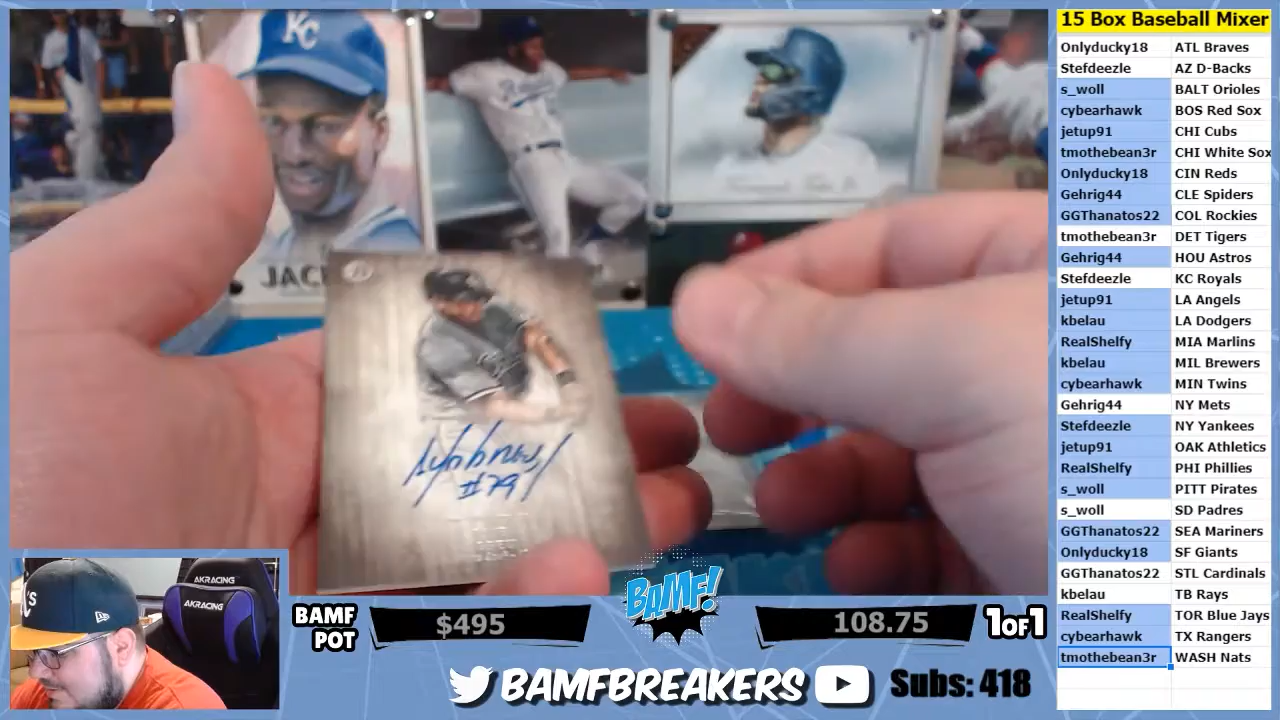 15 Box Baseball Mixer
Onlyducky18 ATL Braves
Stefdeezle AZ D-Backs
s_woll BALT Orioles
cybearhawk BOS Red Sox
jetup91 CHI Cubs
tmothebean3r CHI White Sox
Onlyducky18 CIN Reds
Gehrig44 CLE Spiders
GGThanatos22 COL Rockies
tmothebean3r DET Tigers
Gehrig44 HOU Astros
Stefdeezle KC Royals
jetup91 LA Angels
kbelau LA Dodgers
RealShelfy MIA Marlins
kbelau MIL Brewers
cybearhawk MIN Twins
Gehrig44 NY Mets
Stefdeezle NY Yankees
jetup91 OAK Athletics
RealShelfy PHI Phillies
s_woll PITT Pirates
s_woll SD Padres
GGThanatos22 SEA Mariners
Onlyducky18 SF Giants
GGThanatos22 STL Cardinals
kbelau TB Rays
RealShelfy TOR Blue Jays
cybearhawk TX Rangers
tmothebean3r WASH Nats
KC
JAC
#79
AKRACING
AKRACING
BAMF POT
$495
BAMF!
108.75
1OF1
BAMFBREAKERS
Subs: 418